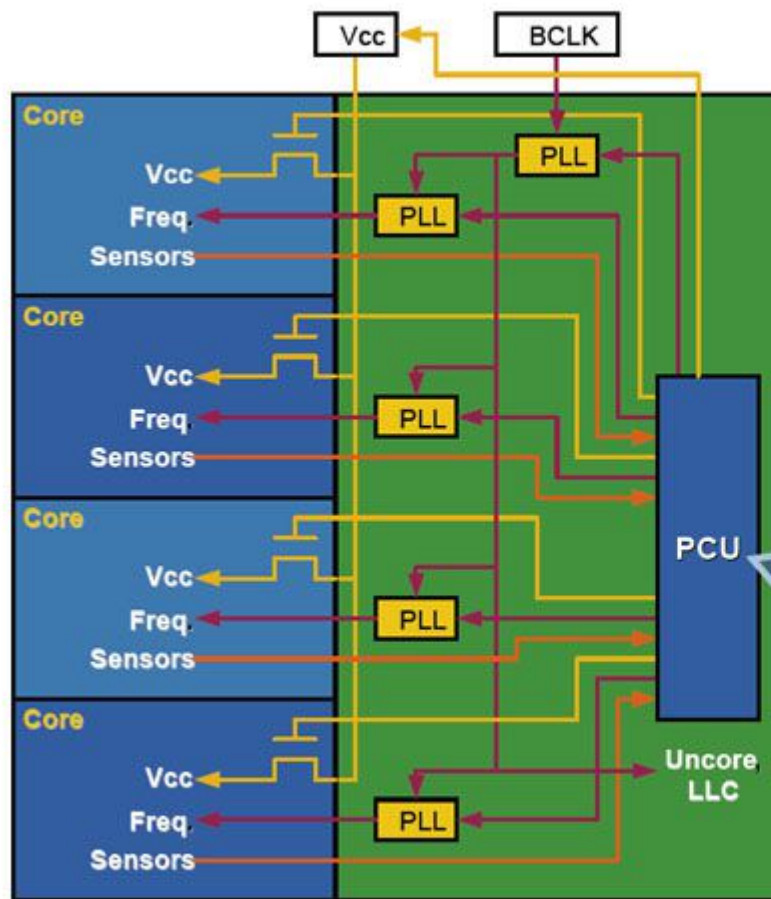 Vcc
BCLK
Core
PLL
Vcc
PLL
Freq.
Sensors
Core
Vcc
PLL
Freq.
Sensors
Core
PCU
Vcc
PLL
Freq.
Sensors
Core
Uncore,
LLC
Vcc
PLL
Freq.
Sensors